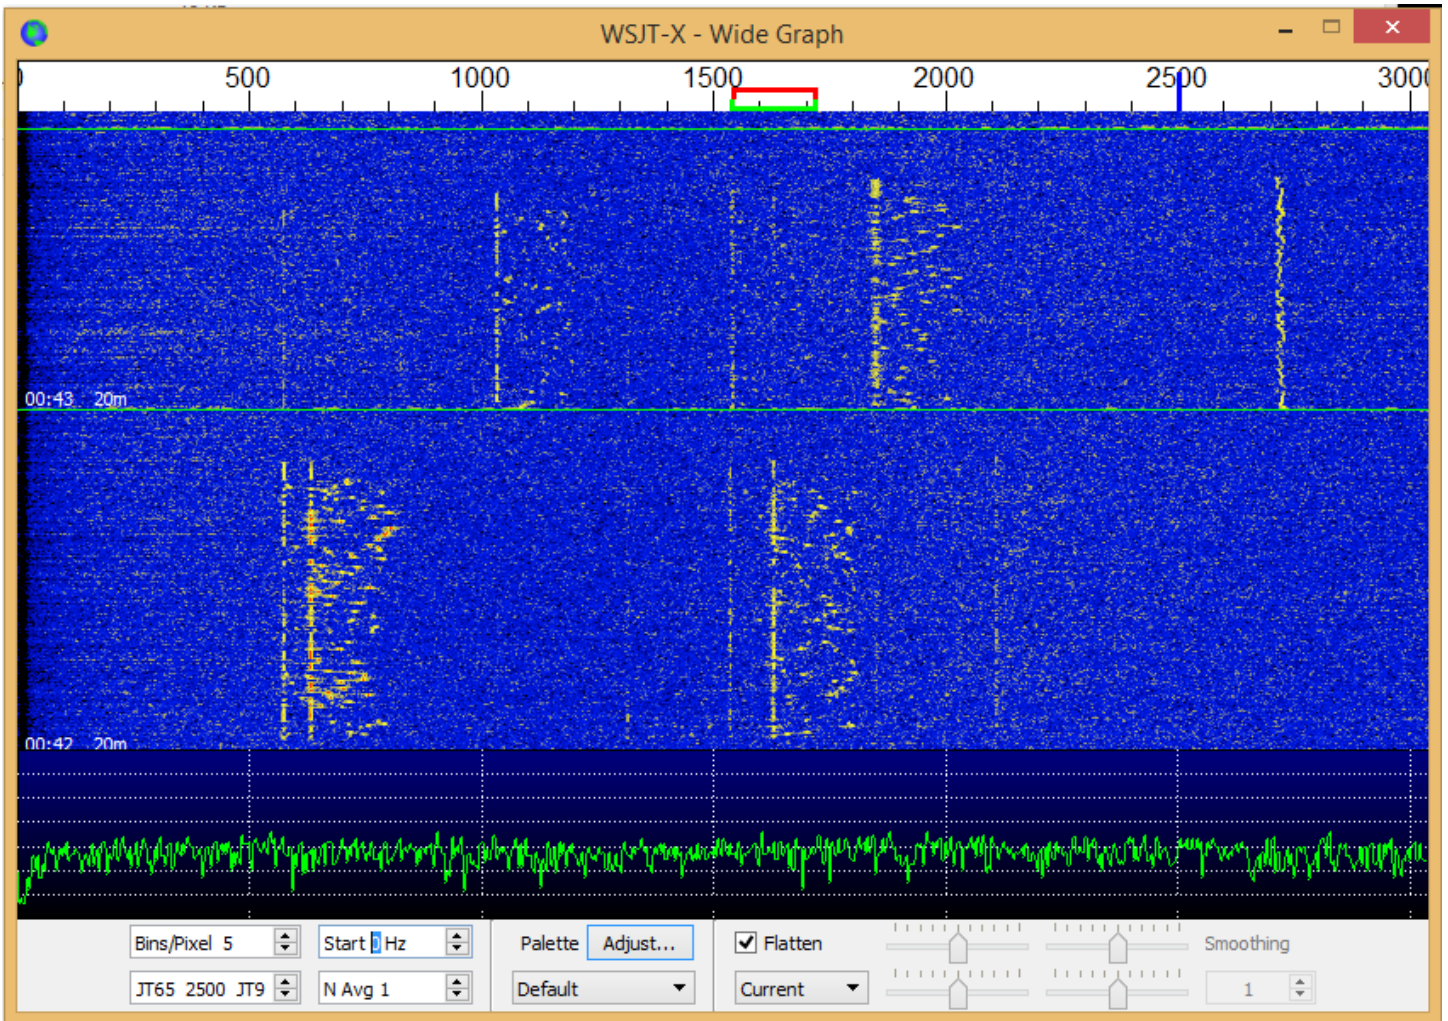 WSJT-X - Wide Graph
500 1000 1500 2000 2500 3000
00:43 20m
00:42 20m
Bins/Pixel 5 Start 0 Hz Palette Adjust... Flatten Smoothing
JT65 2500 JT9 N Avg 1 Default Current 1